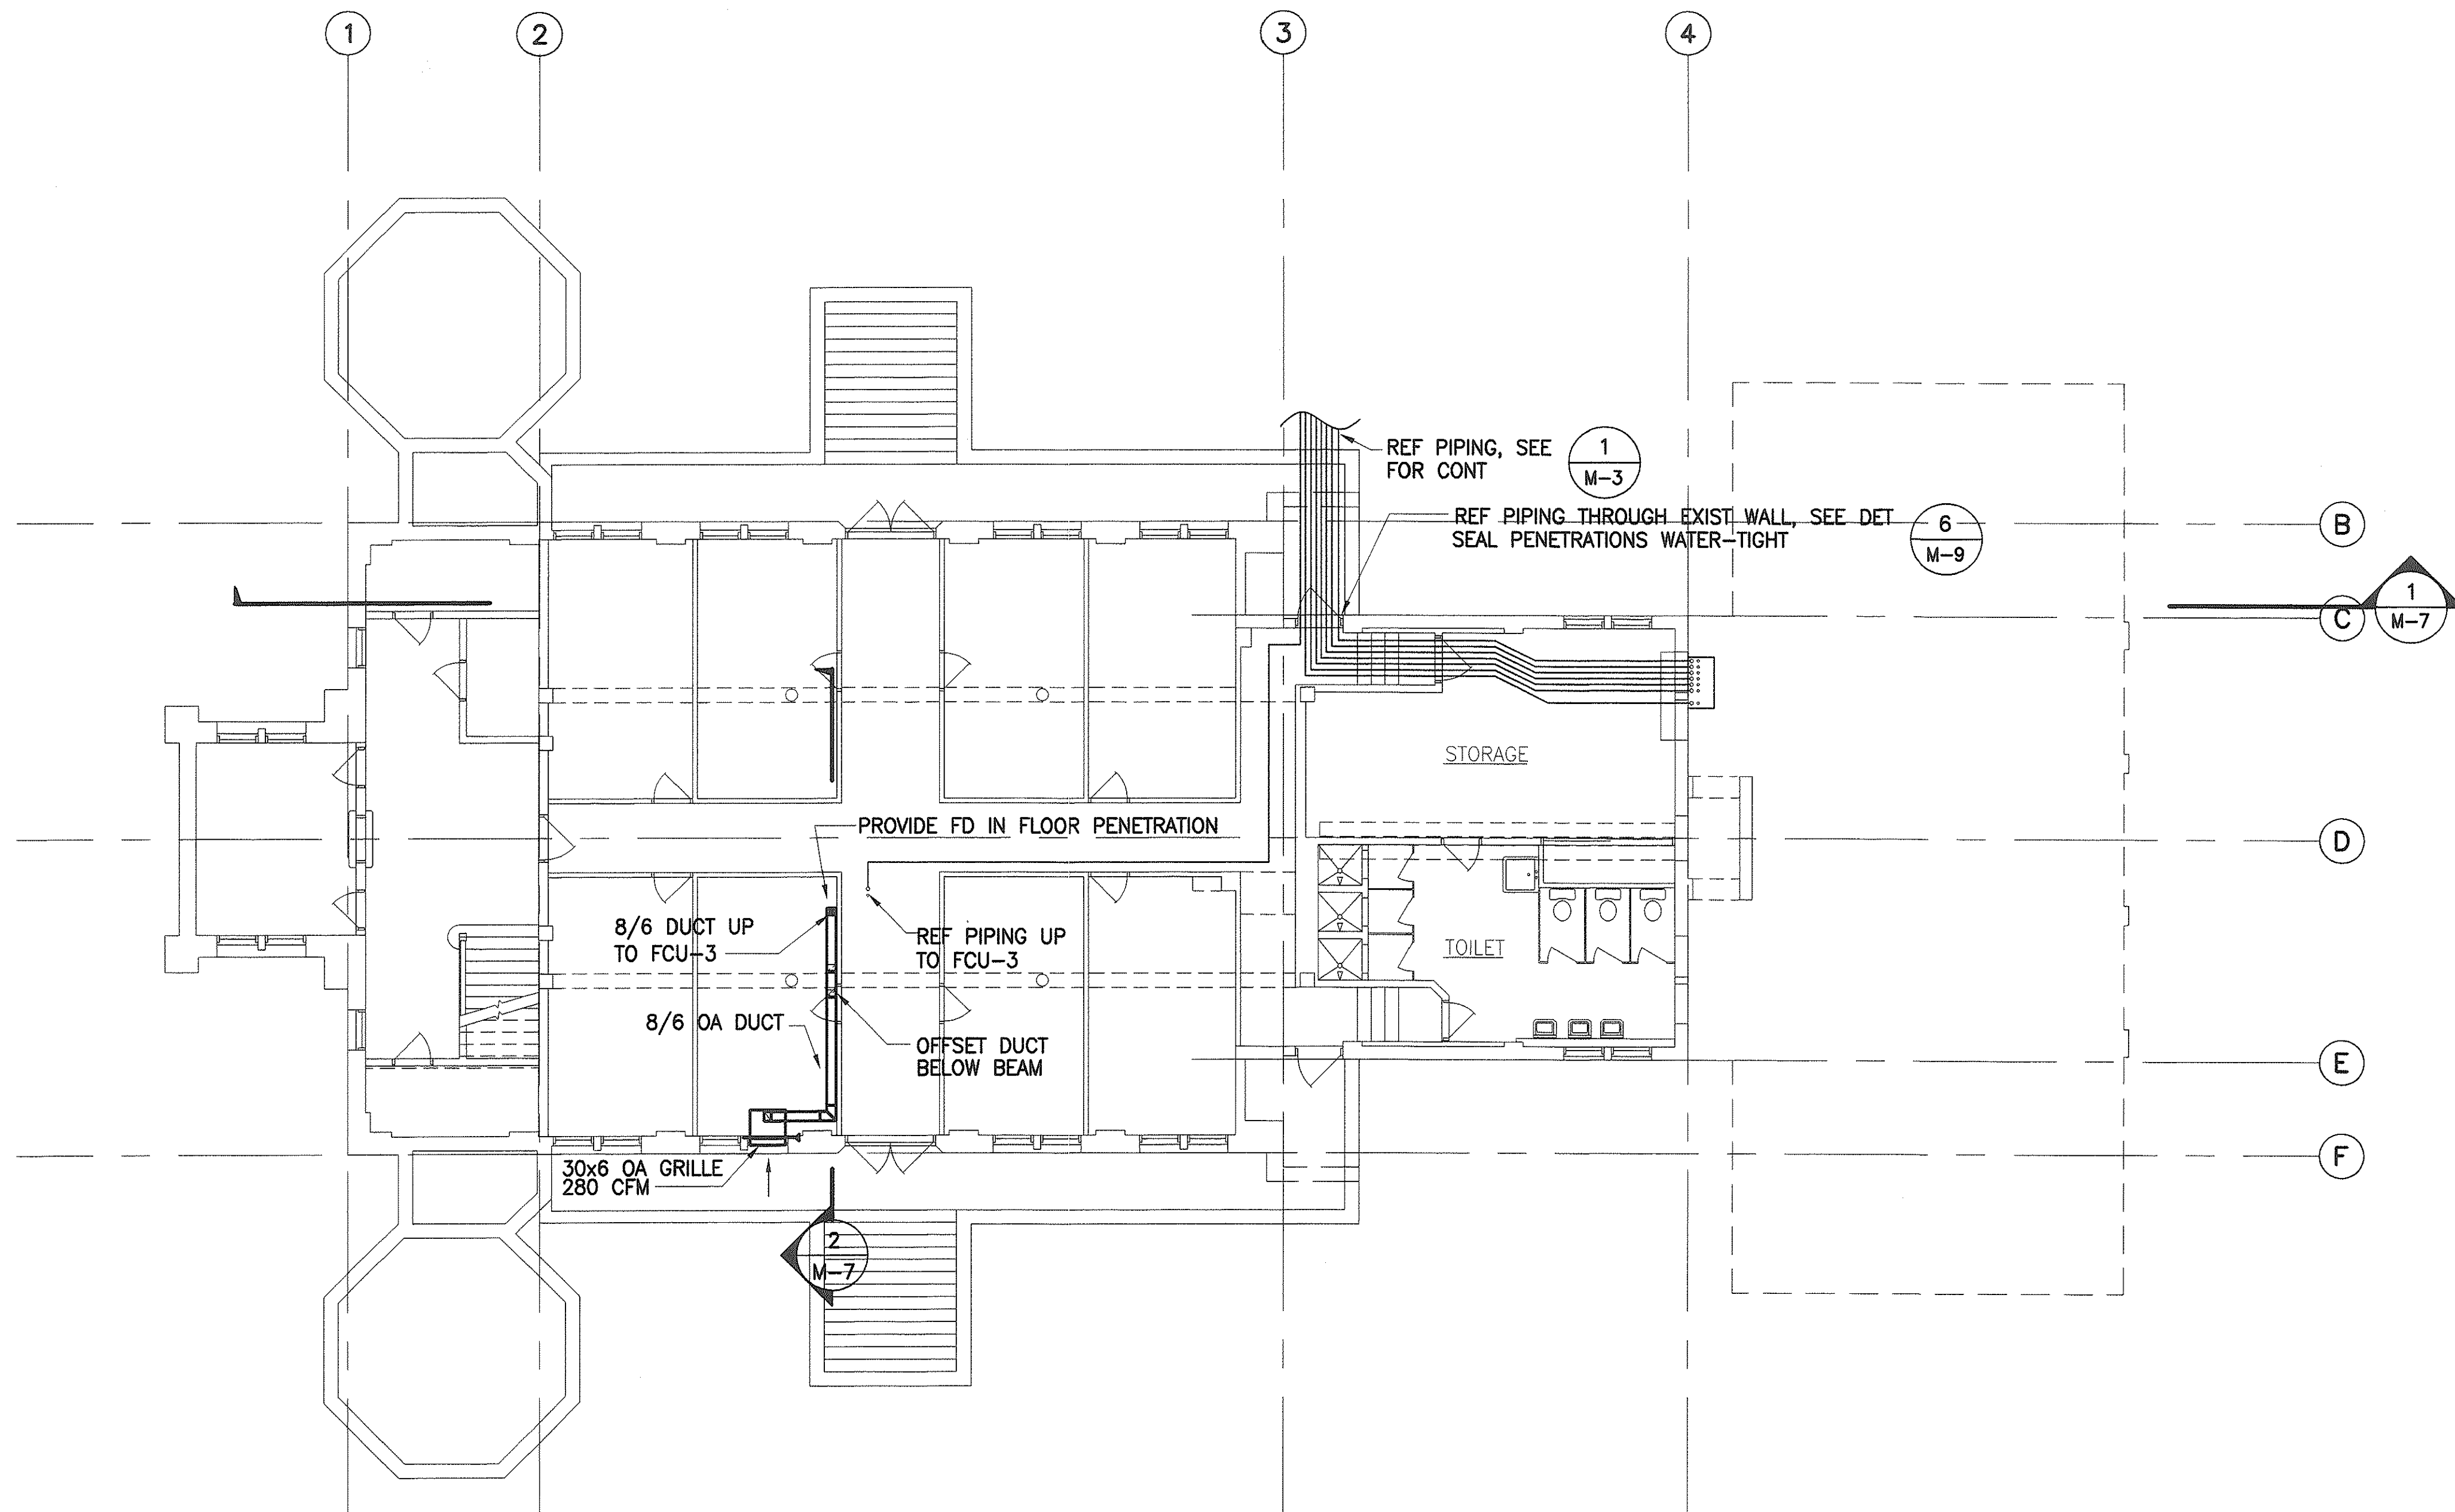 1
2
3
4
REF PIPING, SEE
FOR CONT
1
M-3
REF PIPING THROUGH EXIST WALL, SEE DET
SEAL PENETRATIONS WATER-TIGHT
6
M-9
B
1
M-7
C
STORAGE
PROVIDE FD IN FLOOR PENETRATION
D
8/6 DUCT UP
TO FCU-3
REF PIPING UP
TO FCU-3
TOILET
8/6 OA DUCT
OFFSET DUCT
BELOW BEAM
E
30x6 OA GRILLE
280 CFM
F
2
M-7